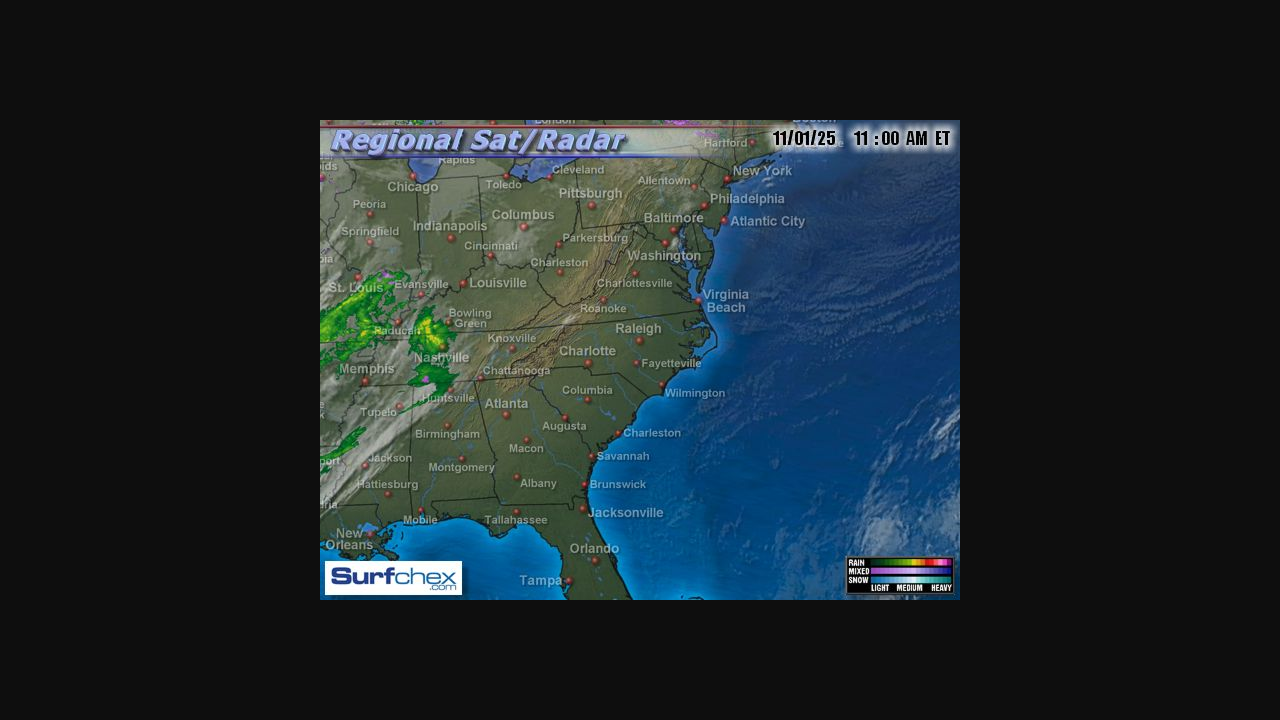 London
Boston
Regional Sat/Radar
11/01/25 11:00 AM ET
Hartford
Rapids
Cleveland
Chicago
Toledo
Allentown
New York
Pittsburgh
Peoria
Philadelphia
Columbus
Baltimore
Atlantic City
Springfield
Indianapolis
Cincinnati
Parkersburg
Washington
Charleston
St. Louis
Evansville
Louisville
Charlottesville
Virginia
Beach
Roanoke
Bowling
Green
Paducah
Raleigh
Knoxville
Nashville
Charlotte
Fayetteville
Memphis
Chattanooga
Huntsville
Columbia
Wilmington
Tupelo
Atlanta
Birmingham
Augusta
Charleston
Macon
Jackson
Savannah
Montgomery
Hattiesburg
Albany
Brunswick
Mobile
Tallahassee
Jacksonville
New
Orleans
Orlando
Tampa
Surfchex
.com
RAIN
MIXED
SNOW
LIGHT MEDIUM HEAVY